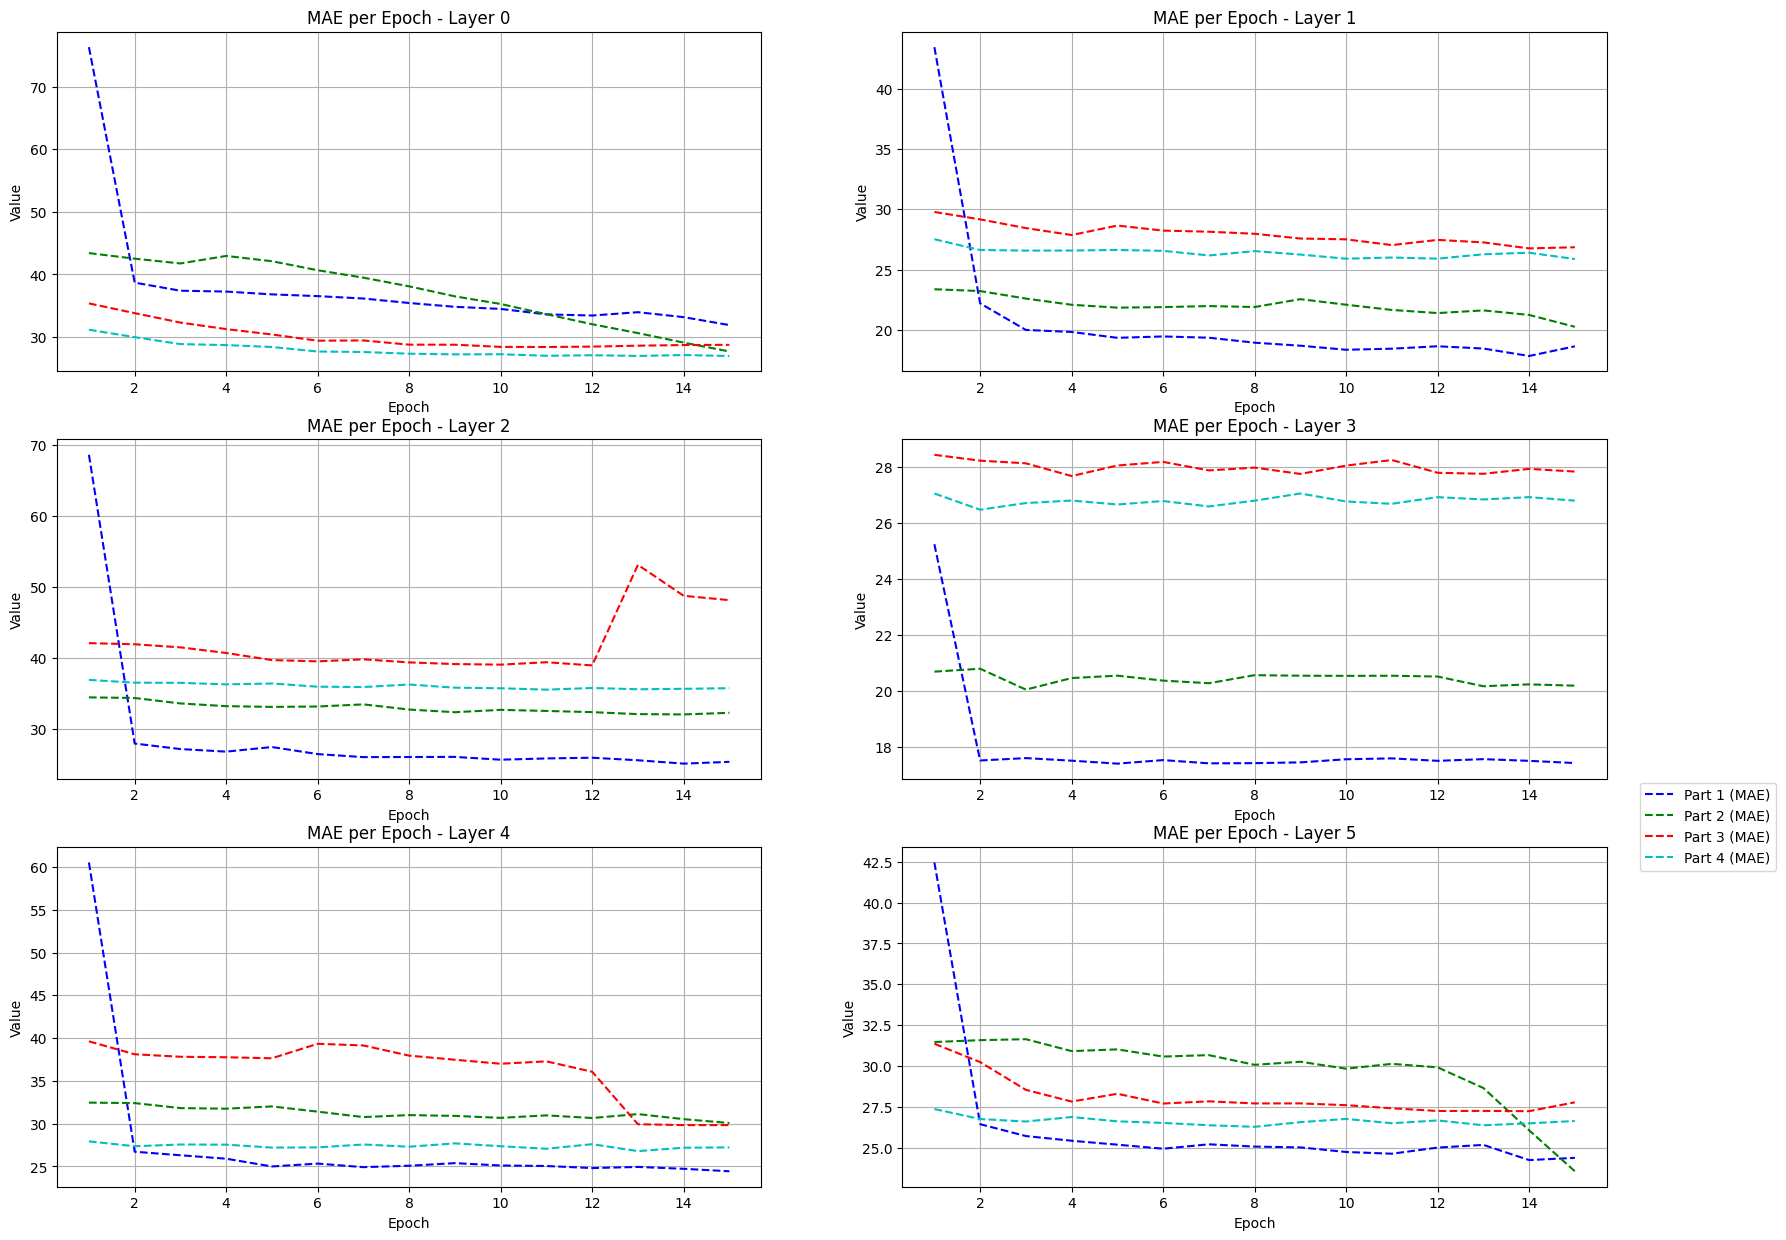 MAE per Epoch - Layer 0
70
60
50
40
30
Value
2 4 6 8 10 12 14
Epoch
MAE per Epoch - Layer 1
40
35
30
25
20
Value
2 4 6 8 10 12 14
Epoch
MAE per Epoch - Layer 2
70
60
50
40
30
Value
2 4 6 8 10 12 14
Epoch
MAE per Epoch - Layer 3
28
26
24
22
20
18
Value
2 4 6 8 10 12 14
Epoch
MAE per Epoch - Layer 4
60
55
50
45
40
35
30
25
Value
2 4 6 8 10 12 14
Epoch
MAE per Epoch - Layer 5
42.5
40.0
37.5
35.0
32.5
30.0
27.5
25.0
Value
2 4 6 8 10 12 14
Epoch
Part 1 (MAE)
Part 2 (MAE)
Part 3 (MAE)
Part 4 (MAE)